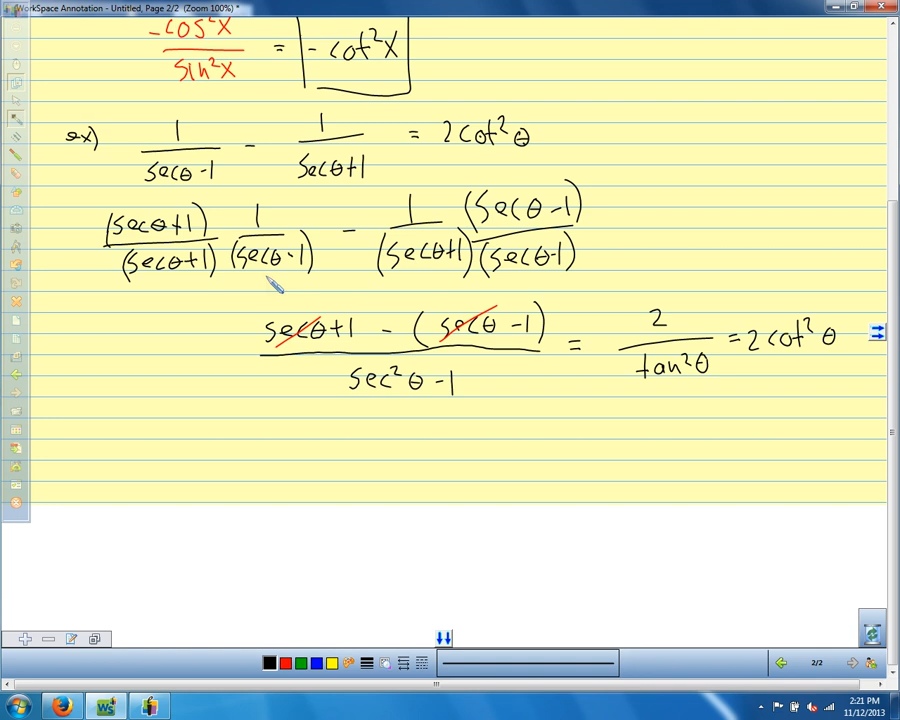 WorkSpace Annotation - Untitled, Page 2/2 (Zoom 100%) *
-cos²x / sin²x = -cot²x
ex) 1/(secθ-1) - 1/(secθ+1) = 2cot²θ
(secθ+1)/(secθ+1) 1/(secθ-1) - 1/(secθ+1) (secθ-1)/(secθ-1)
(secθ+1 - (secθ-1))/(sec²θ-1) = 2/tan²θ = 2cot²θ
2/2
2:21 PM
11/12/2013